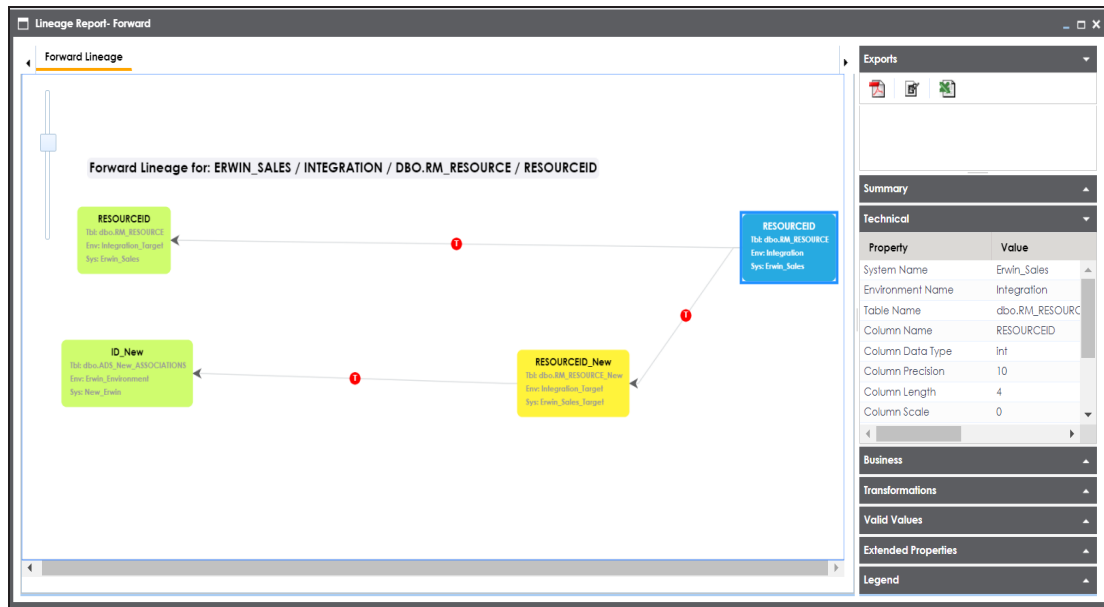 Lineage Report- Forward
Forward Lineage
Forward Lineage for: ERWIN_SALES / INTEGRATION / DBO.RM_RESOURCE / RESOURCEID
RESOURCEID
Tbl: dbo.RM_RESOURCE
Env: Integration_Target
Sys: Erwin_Sales
T
RESOURCEID
Tbl: dbo.RM_RESOURCE
Env: Integration
Sys: Erwin_Sales
T
ID_New
Tbl: dbo.ADS_New_ASSOCIATIONS
Env: Erwin_Environment
Sys: New_Erwin
T
RESOURCEID_New
Tbl: dbo.RM_RESOURCE_New
Env: Integration_Target
Sys: Erwin_Sales_Target
Exports
Summary
Technical
Property Value
System Name Erwin_Sales
Environment Name Integration
Table Name dbo.RM_RESOURC
Column Name RESOURCEID
Column Data Type int
Column Precision 10
Column Length 4
Column Scale 0
Business
Transformations
Valid Values
Extended Properties
Legend